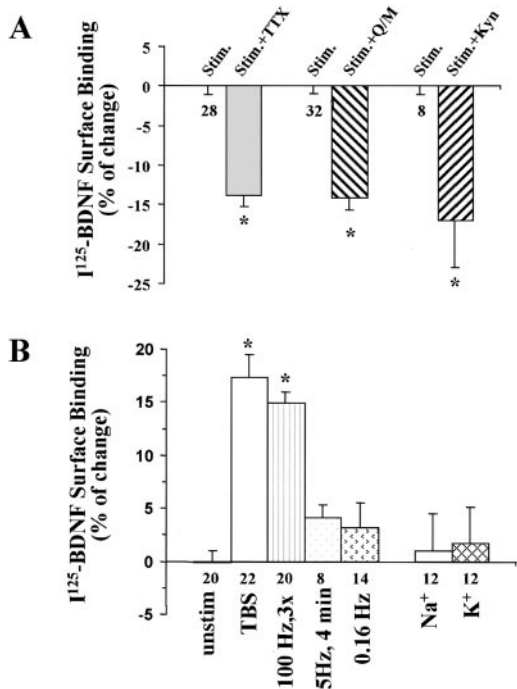 A
Stim. Stim.+TTX Stim. Stim.+Q/M Stim. Stim.+Kyn
I¹²⁵-BDNF Surface Binding
(% of change)
0
-5
-10
-15
-20
-25
28 32 8
* * *
B
I¹²⁵-BDNF Surface Binding
(% of change)
20
15
10
5
0
-5
* *
20 22 20 8 14 12 12
unstim TBS 100 Hz,3x 5Hz, 4 min 0.16 Hz Na⁺ K⁺